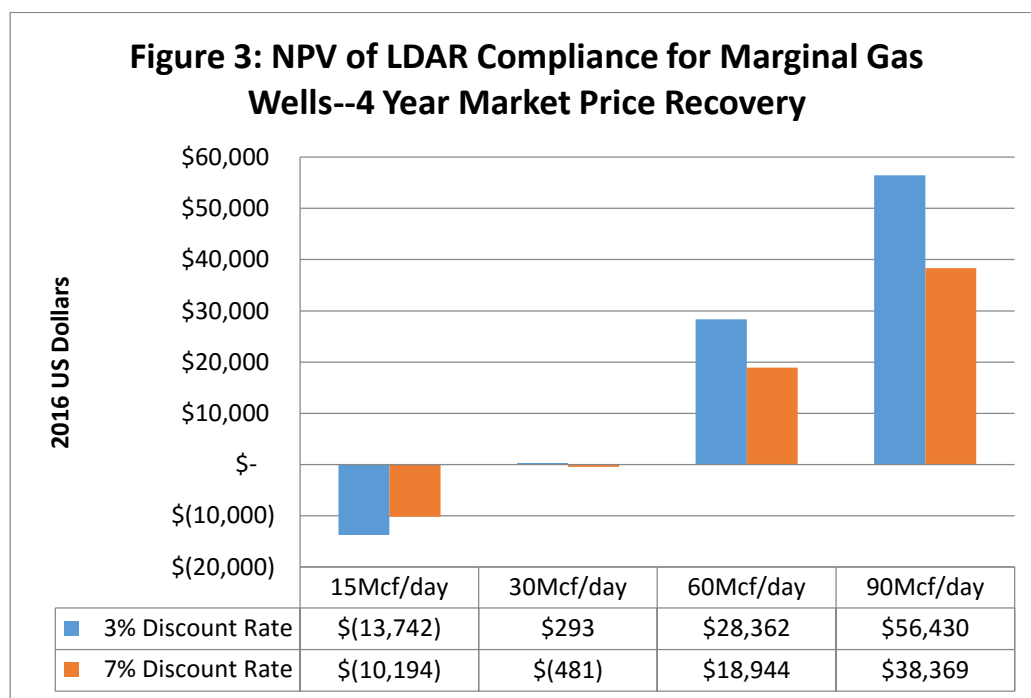 Figure 3: NPV of LDAR Compliance for Marginal Gas
Wells--4 Year Market Price Recovery
2016 US Dollars
$60,000
$50,000
$40,000
$30,000
$20,000
$10,000
$-
$(10,000)
$(20,000)
15Mcf/day 30Mcf/day 60Mcf/day 90Mcf/day
3% Discount Rate $(13,742) $293 $28,362 $56,430
7% Discount Rate $(10,194) $(481) $18,944 $38,369